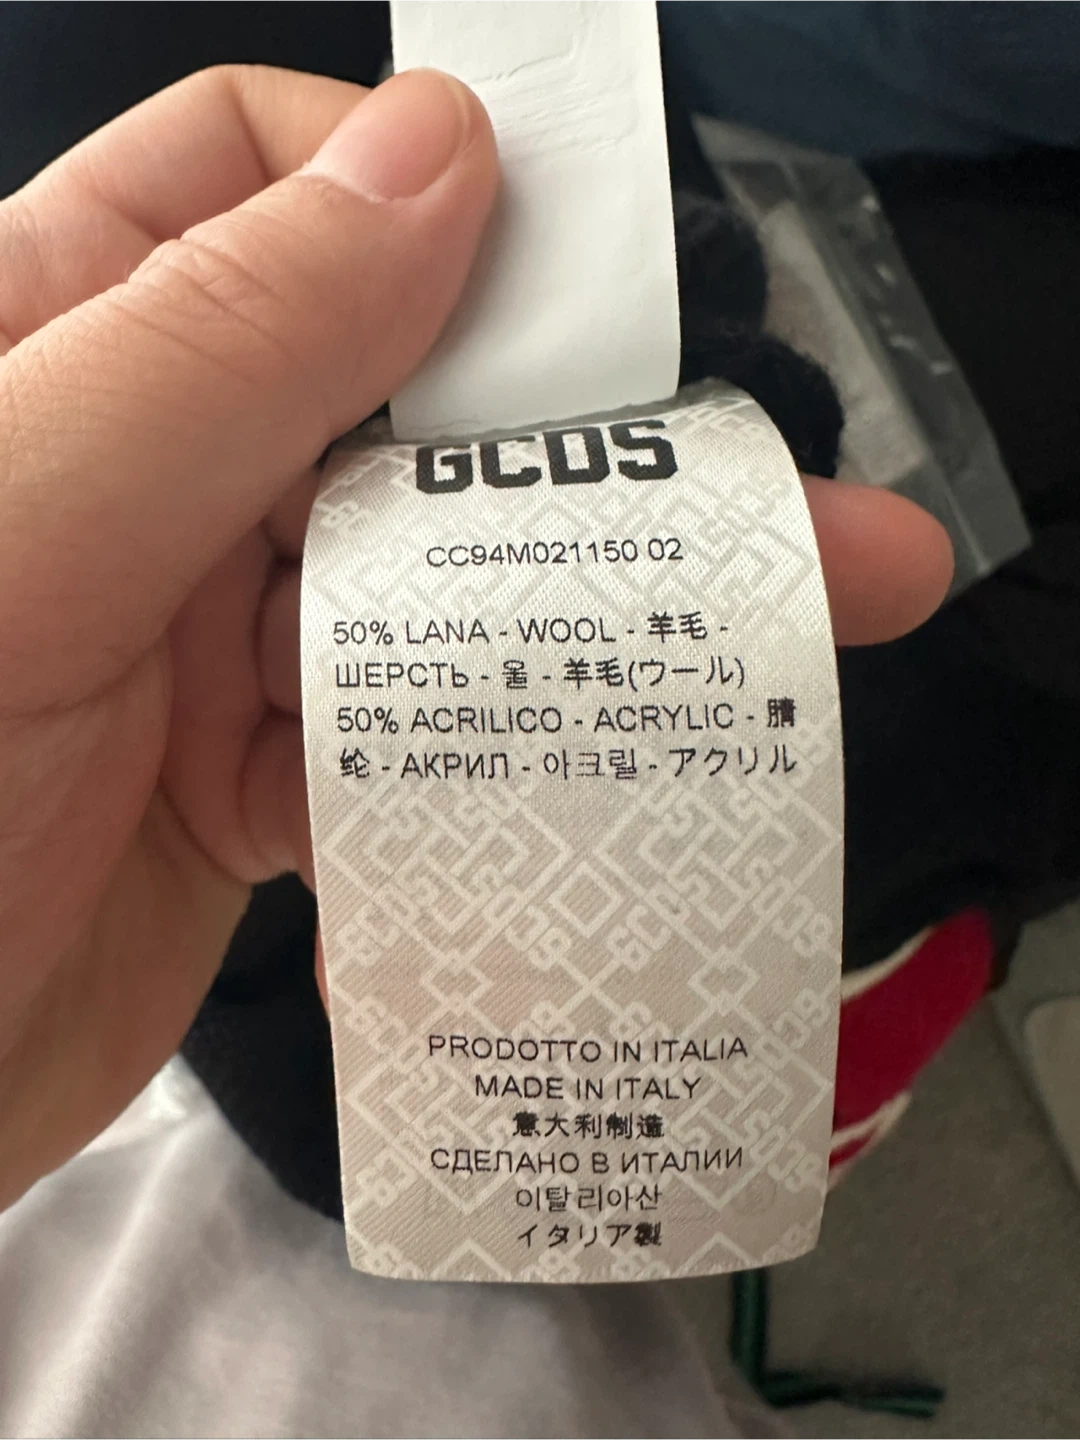 GCDS
CC94M021150 02
50% LANA - WOOL - 羊毛 -
ШЕРСТЬ - 울 - 羊毛(ウール)
50% ACRILICO - ACRYLIC - 腈
纶 - АКРИЛ - 아크릴 - アクリル
PRODOTTO IN ITALIA
MADE IN ITALY
意大利制造
СДЕЛАНО В ИТАЛИИ
이탈리아산
イタリア製